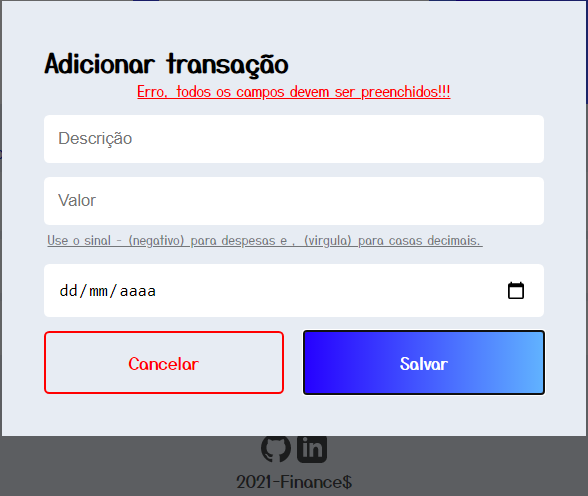 Adicionar transação
Erro, todos os campos devem ser preenchidos!!!
Descrição
Valor
Use o sinal - (negativo) para despesas e , (virgula) para casas decimais.
dd/mm/aaaa
Cancelar
Salvar
in
2021-Finance$